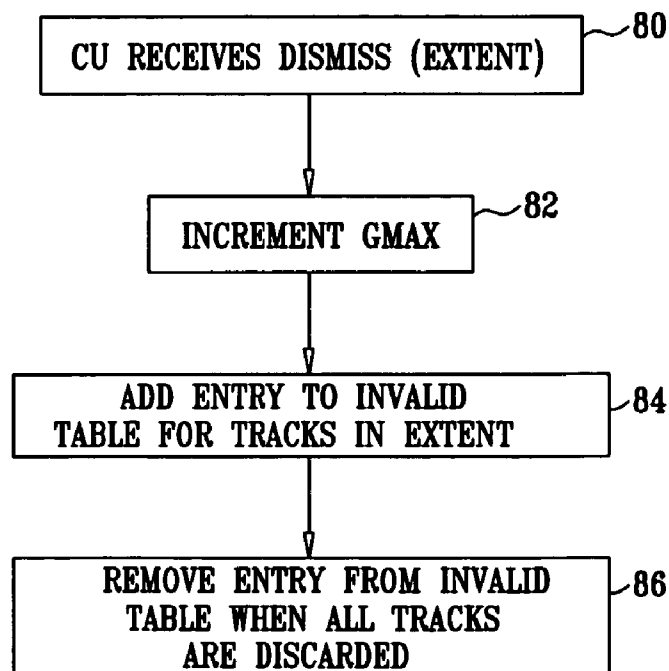 CU RECEIVES DISMISS (EXTENT)
80
INCREMENT GMAX
82
ADD ENTRY TO INVALID
TABLE FOR TRACKS IN EXTENT
84
REMOVE ENTRY FROM INVALID
TABLE WHEN ALL TRACKS
ARE DISCARDED
86